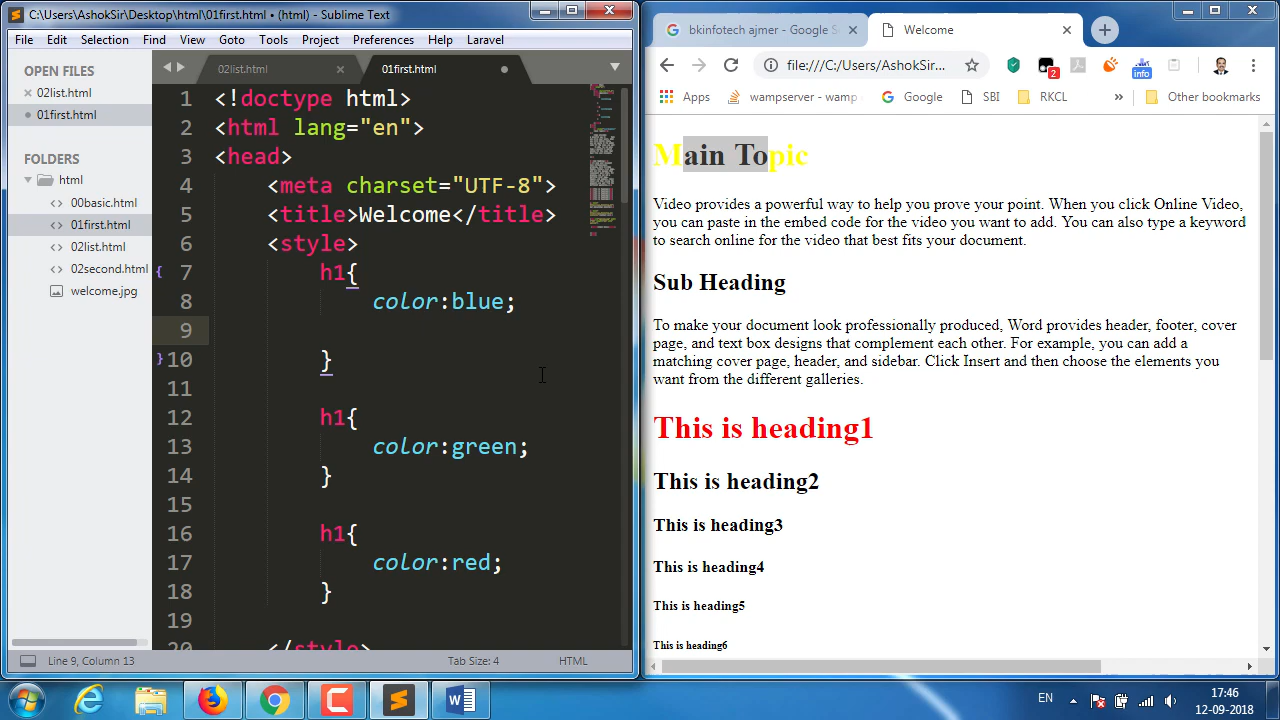 C:\Users\AshokSir\Desktop\html\01first.html • (html) - Sublime Text
File Edit Selection Find View Goto Tools Project Preferences Help Laravel
OPEN FILES
02list.html
01first.html
FOLDERS
html
00basic.html
01first.html
02list.html
02second.html
welcome.jpg
02list.html
01first.html
1 <!doctype html>
2 <html lang="en">
3 <head>
4 <meta charset="UTF-8">
5 <title>Welcome</title>
6 <style>
7 h1{
8 color:blue;
9
10 }
11
12 h1{
13 color:green;
14 }
15
16 h1{
17 color:red;
18 }
19
20 </style>
Line 9, Column 13
Tab Size: 4
HTML
bkinfotech ajmer - Google S
Welcome
file:///C:/Users/AshokSir...
2
info
Apps
wampserver - wamp
Google
SBI
RKCL
»
Other bookmarks
Main Topic
Video provides a powerful way to help you prove your point. When you click Online Video,
you can paste in the embed code for the video you want to add. You can also type a keyword
to search online for the video that best fits your document.
Sub Heading
To make your document look professionally produced, Word provides header, footer, cover
page, and text box designs that complement each other. For example, you can add a
matching cover page, header, and sidebar. Click Insert and then choose the elements you
want from the different galleries.
This is heading1
This is heading2
This is heading3
This is heading4
This is heading5
This is heading6
EN
17:46
12-09-2018